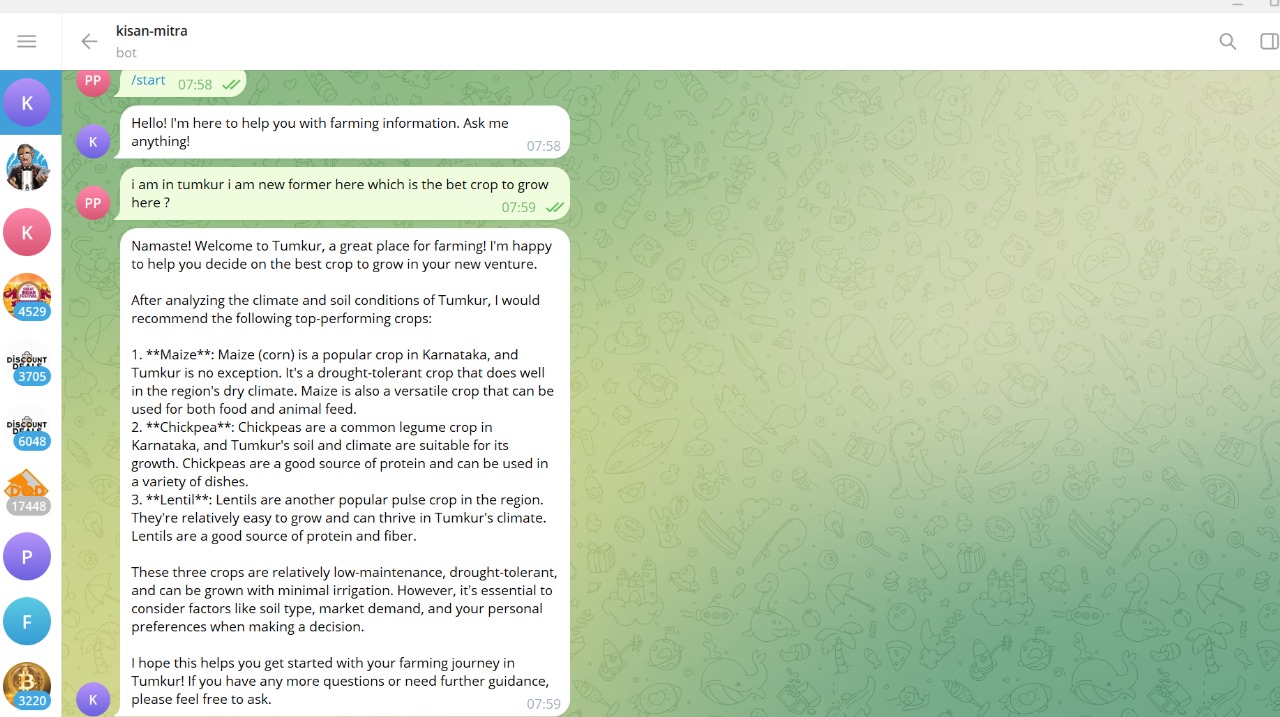 kisan-mitra
bot
PP
/start 07:58
Hello! I'm here to help you with farming information. Ask me
anything!
07:58
K
i am in tumkur i am new former here which is the bet crop to grow
here ?
07:59
PP
Namaste! Welcome to Tumkur, a great place for farming! I'm happy
to help you decide on the best crop to grow in your new venture.
After analyzing the climate and soil conditions of Tumkur, I would
recommend the following top-performing crops:
1. **Maize**: Maize (corn) is a popular crop in Karnataka, and
Tumkur is no exception. It's a drought-tolerant crop that does well
in the region's dry climate. Maize is also a versatile crop that can be
used for both food and animal feed.
2. **Chickpea**: Chickpeas are a common legume crop in
Karnataka, and Tumkur's soil and climate are suitable for its
growth. Chickpeas are a good source of protein and can be used in
a variety of dishes.
3. **Lentil**: Lentils are another popular pulse crop in the region.
They're relatively easy to grow and can thrive in Tumkur's climate.
Lentils are a good source of protein and fiber.
These three crops are relatively low-maintenance, drought-tolerant,
and can be grown with minimal irrigation. However, it's essential to
consider factors like soil type, market demand, and your personal
preferences when making a decision.
I hope this helps you get started with your farming journey in
Tumkur! If you have any more questions or need further guidance,
please feel free to ask.
07:59
K
K
K
4529
DISCOUNT
DEALS
3705
DISCOUNT
DEALS
6048
DOD
17448
P
F
3220